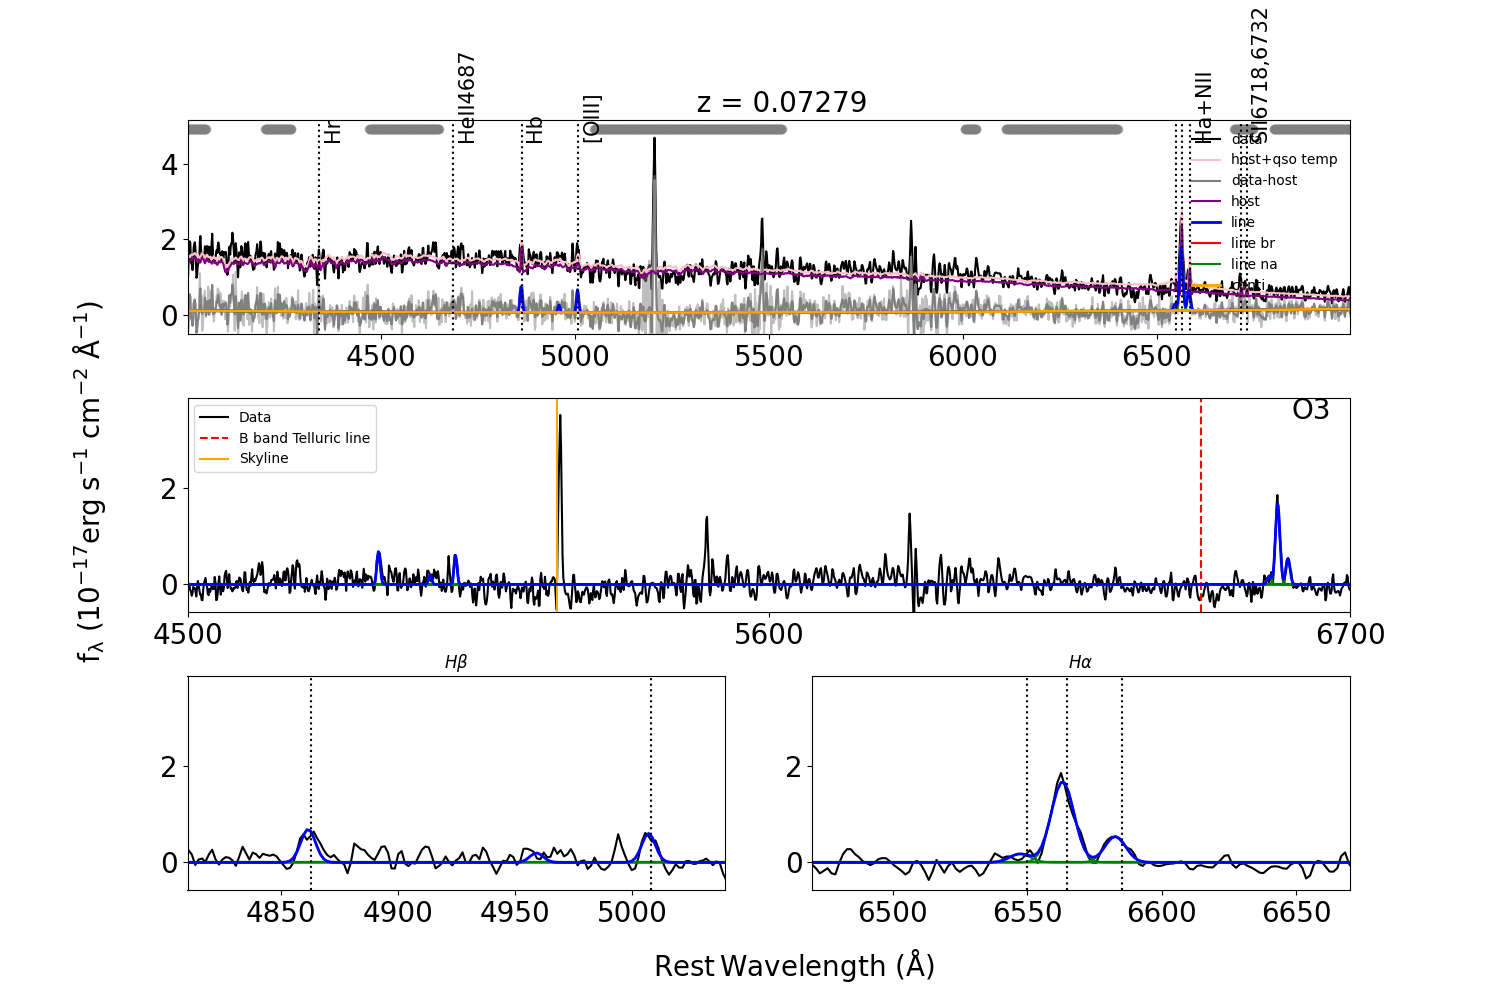 z = 0.07279
Hr
HeII4687
Hb
[OIII]
Ha+NII
SII6718,6732
data
host+qso temp
data-host
host
line
line br
line na
conti
4
2
0
4500
5000
5500
6000
6500
O3
Data
B band Telluric line
Skyline
2
0
4500
5600
6700
Hβ
Hα
2
0
4850
4900
4950
5000
2
0
6500
6550
6600
6650
fλ (10⁻¹⁷erg s⁻¹ cm⁻² Å⁻¹)
Rest Wavelength (Å)